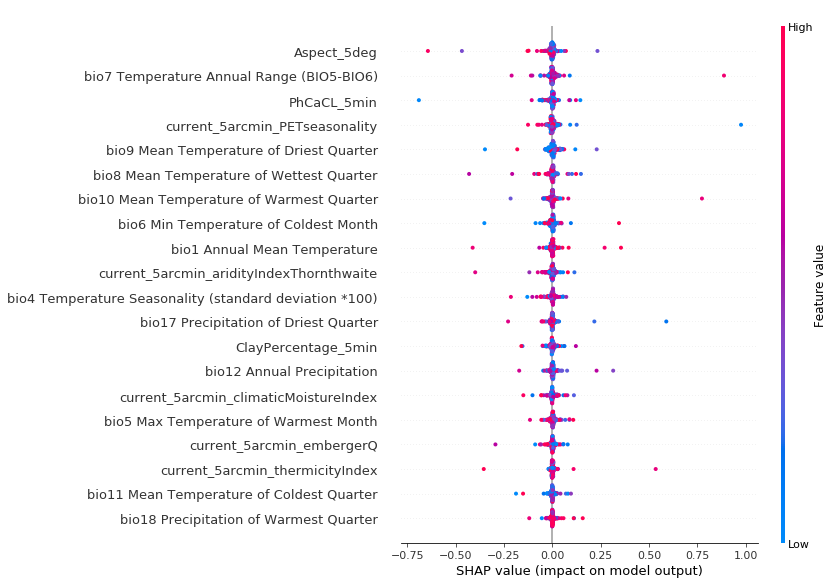 High
Aspect_5deg
bio7 Temperature Annual Range (BIO5-BIO6)
PhCaCL_5min
current_5arcmin_PETseasonality
bio9 Mean Temperature of Driest Quarter
bio8 Mean Temperature of Wettest Quarter
bio10 Mean Temperature of Warmest Quarter
bio6 Min Temperature of Coldest Month
bio1 Annual Mean Temperature
current_5arcmin_aridityIndexThornthwaite
bio4 Temperature Seasonality (standard deviation *100)
bio17 Precipitation of Driest Quarter
ClayPercentage_5min
bio12 Annual Precipitation
current_5arcmin_climaticMoistureIndex
bio5 Max Temperature of Warmest Month
current_5arcmin_embergerQ
current_5arcmin_thermicityIndex
bio11 Mean Temperature of Coldest Quarter
bio18 Precipitation of Warmest Quarter
Feature value
Low
−0.75 −0.50 −0.25 0.00 0.25 0.50 0.75 1.00
SHAP value (impact on model output)